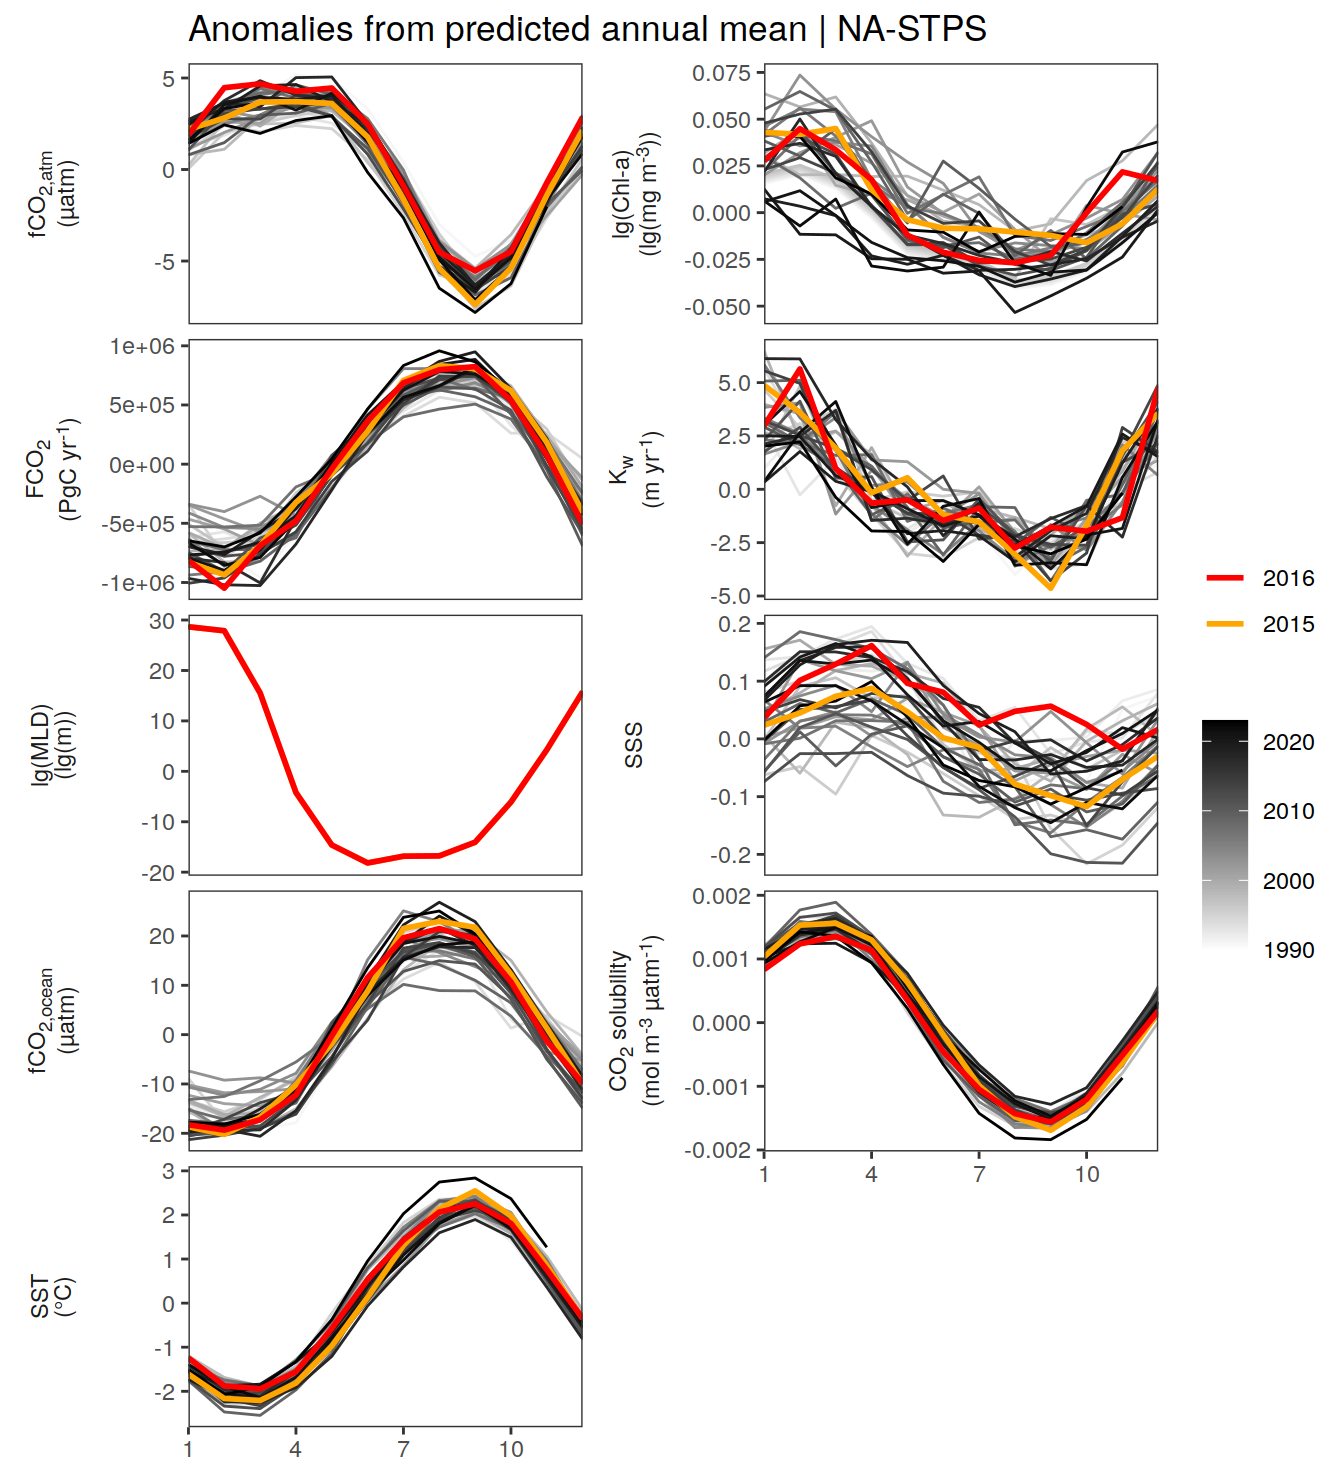 Anomalies from predicted annual mean | NA-STPS
fCO2,atm
(µatm)
5
0
-5
lg(Chl-a)
(lg(mg m-3))
0.075
0.050
0.025
0.000
-0.025
-0.050
FCO2
(PgC yr-1)
1e+06
5e+05
0e+00
-5e+05
-1e+06
Kw
(m yr-1)
5.0
2.5
0.0
-2.5
-5.0
lg(MLD)
(lg(m))
30
20
10
0
-10
-20
SSS
0.2
0.1
0.0
-0.1
-0.2
fCO2,ocean
(µatm)
20
10
0
-10
-20
CO2 solubility
(mol m-3 µatm-1)
0.002
0.001
0.000
-0.001
-0.002
1 4 7 10
SST
(°C)
3
2
1
0
-1
-2
1 4 7 10
2016
2015
2020
2010
2000
1990